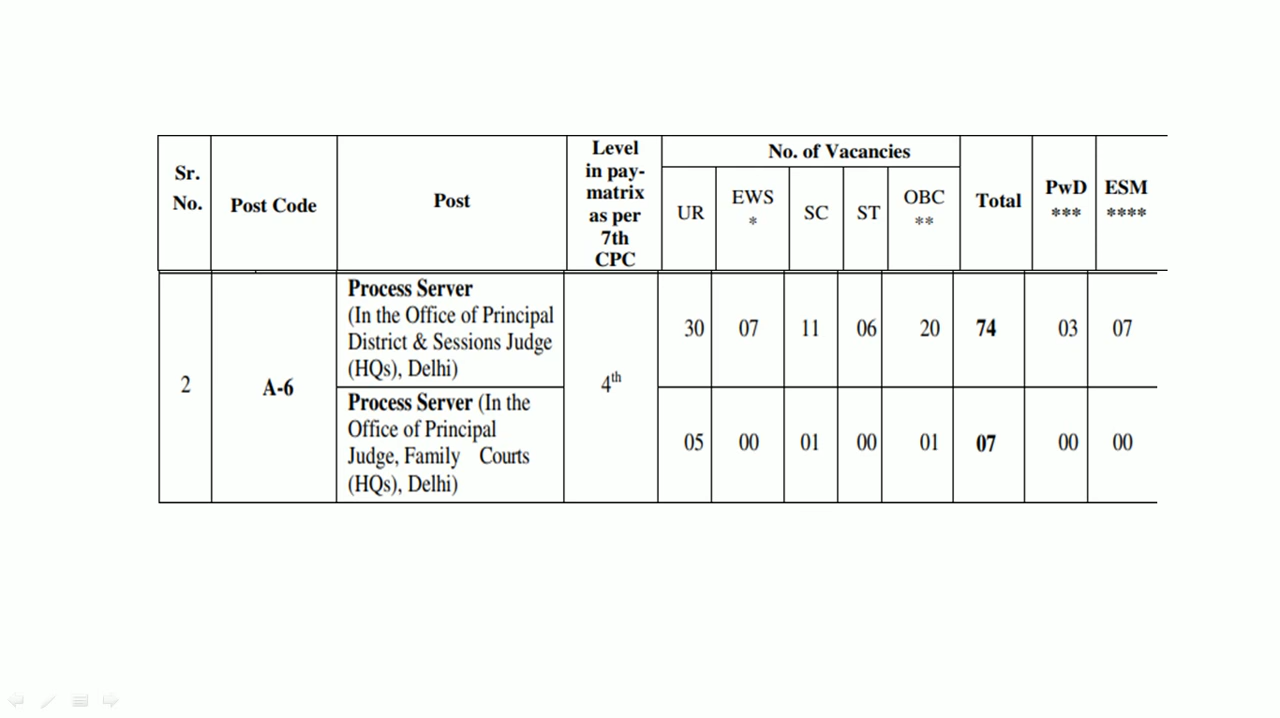 Sr. No.
Post Code
Post
Level in pay-matrix as per 7th CPC
No. of Vacancies
UR
EWS *
SC
ST
OBC **
Total
PwD ***
ESM ****
2
A-6
Process Server
(In the Office of Principal
District & Sessions Judge
(HQs), Delhi)
4th
30 07 11 06 20 74 03 07
Process Server (In the
Office of Principal
Judge, Family Courts
(HQs), Delhi)
05 00 01 00 01 07 00 00